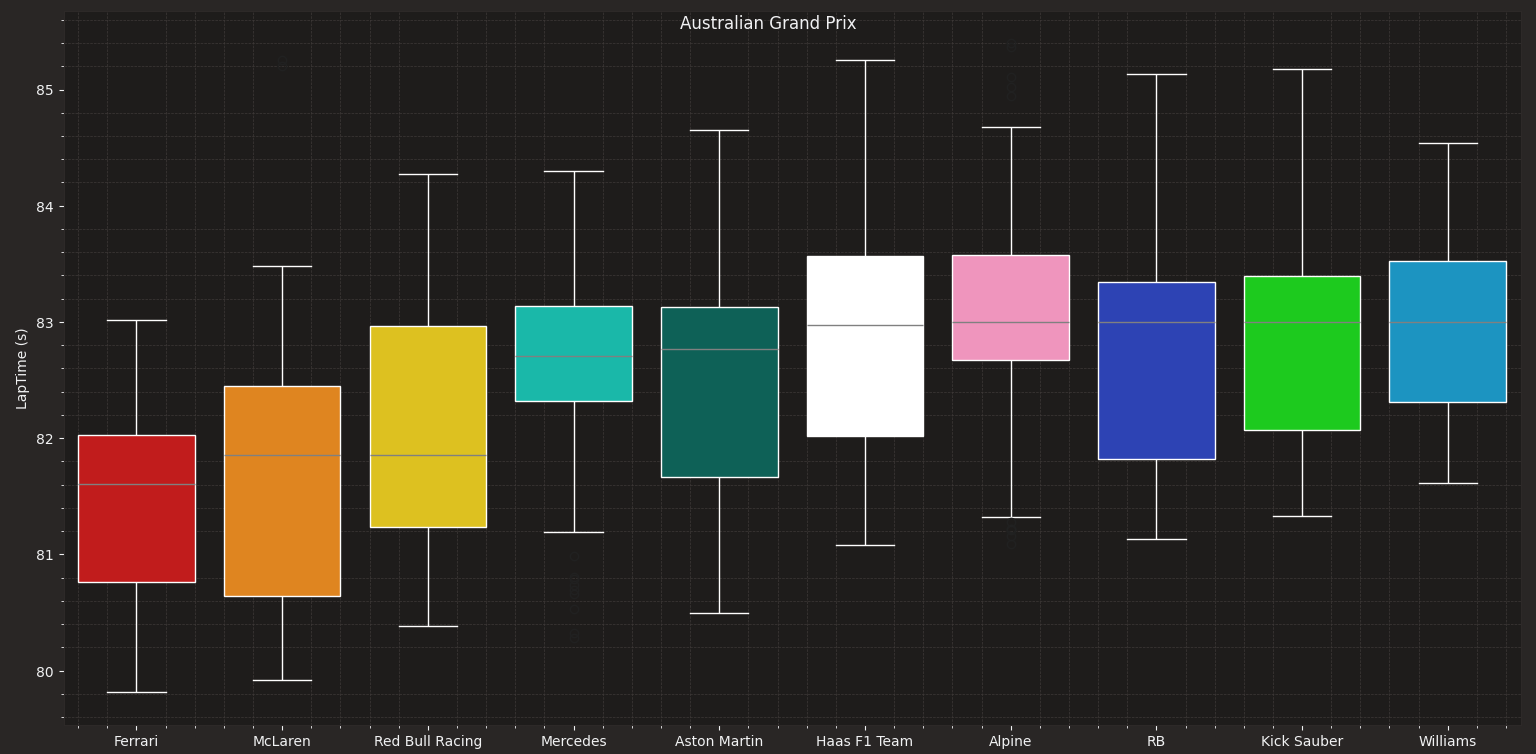 Australian Grand Prix
LapTime (s)
85
84
83
82
81
80
Ferrari McLaren Red Bull Racing Mercedes Aston Martin Haas F1 Team Alpine RB Kick Sauber Williams